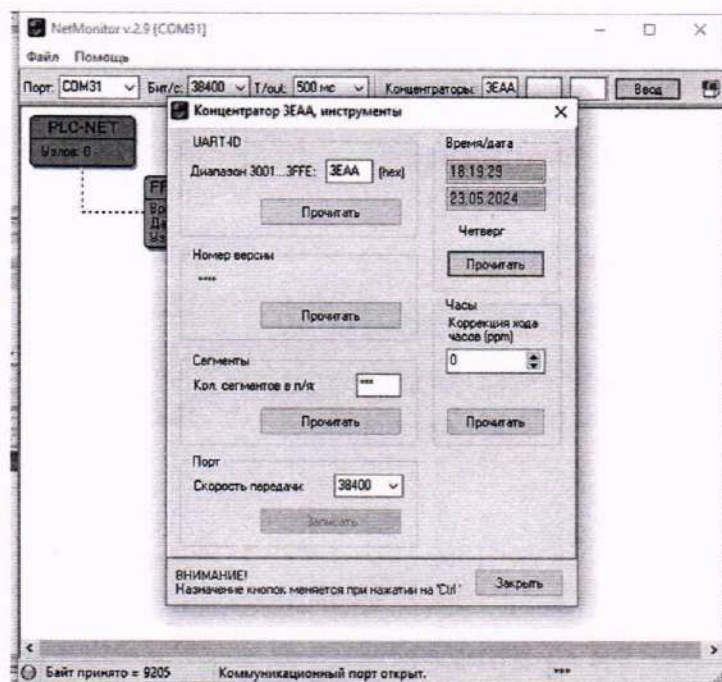 NetMonitor v.2.9 [COM31]
Файл Помощь
Порт: COM31 Бит/с: 38400 Т/out: 500 мс Концентраторы: 3EAA Ввод
PLC-NET
Узлов: 0
Концентратор 3EAA, инструменты
UART-ID
Диапазон 3001...3FFE: 3EAA (hex)
Прочитать
Номер версии
****
Прочитать
Сегменты
Кол. сегментов в п/я: ***
Прочитать
Порт
Скорость передачи: 38400
Записать
Время/дата
18:19:29
23.05.2024
Четверг
Прочитать
Часы
Коррекция хода
часов (ppm)
0
Прочитать
ВНИМАНИЕ!
Назначение кнопок меняется при нажатии на 'Ctrl'
Закрыть
Байт принято = 9205 Коммуникационный порт открыт. ***